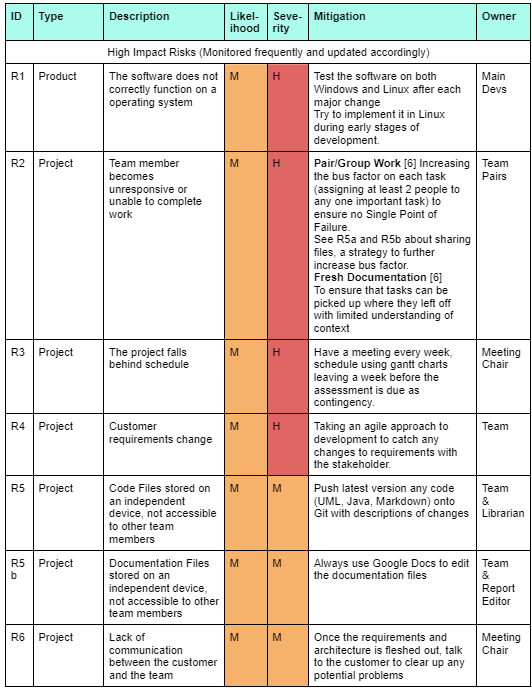 ID Type Description Likel-ihood Seve-rity Mitigation Owner
High Impact Risks (Monitored frequently and updated accordingly)
R1 Product The software does not M H Test the software on both Main
correctly function on a Windows and Linux after each Devs
operating system major change
Try to implement it in Linux
during early stages of
development.
R2 Project Team member M H Pair/Group Work [6] Increasing Team
becomes the bus factor on each task Pairs
unresponsive or (assigning at least 2 people to
unable to complete any one important task) to
work ensure no Single Point of
Failure.
See R5a and R5b about sharing
files, a strategy to further
increase bus factor.
Fresh Documentation [6]
To ensure that tasks can be
picked up where they left off
with limited understanding of
context
R3 Project The project falls M H Have a meeting every week, Meeting
behind schedule schedule using gantt charts Chair
leaving a week before the
assessment is due as
contingency.
R4 Project Customer M H Taking an agile approach to Team
requirements change development to catch any
changes to requirements with
the stakeholder.
R5 Project Code Files stored on M M Push latest version any code Team
an independent (UML, Java, Markdown) onto &
device, not accessible Git with descriptions of changes Librarian
to other team
members
R5 Project Documentation Files M M Always use Google Docs to edit Team
b stored on an the documentation files &
independent device, Report
not accessible to other Editor
team members
R6 Project Lack of M M Once the requirements and Meeting
communication architecture is fleshed out, talk Chair
between the customer to the customer to clear up any
and the team potential problems